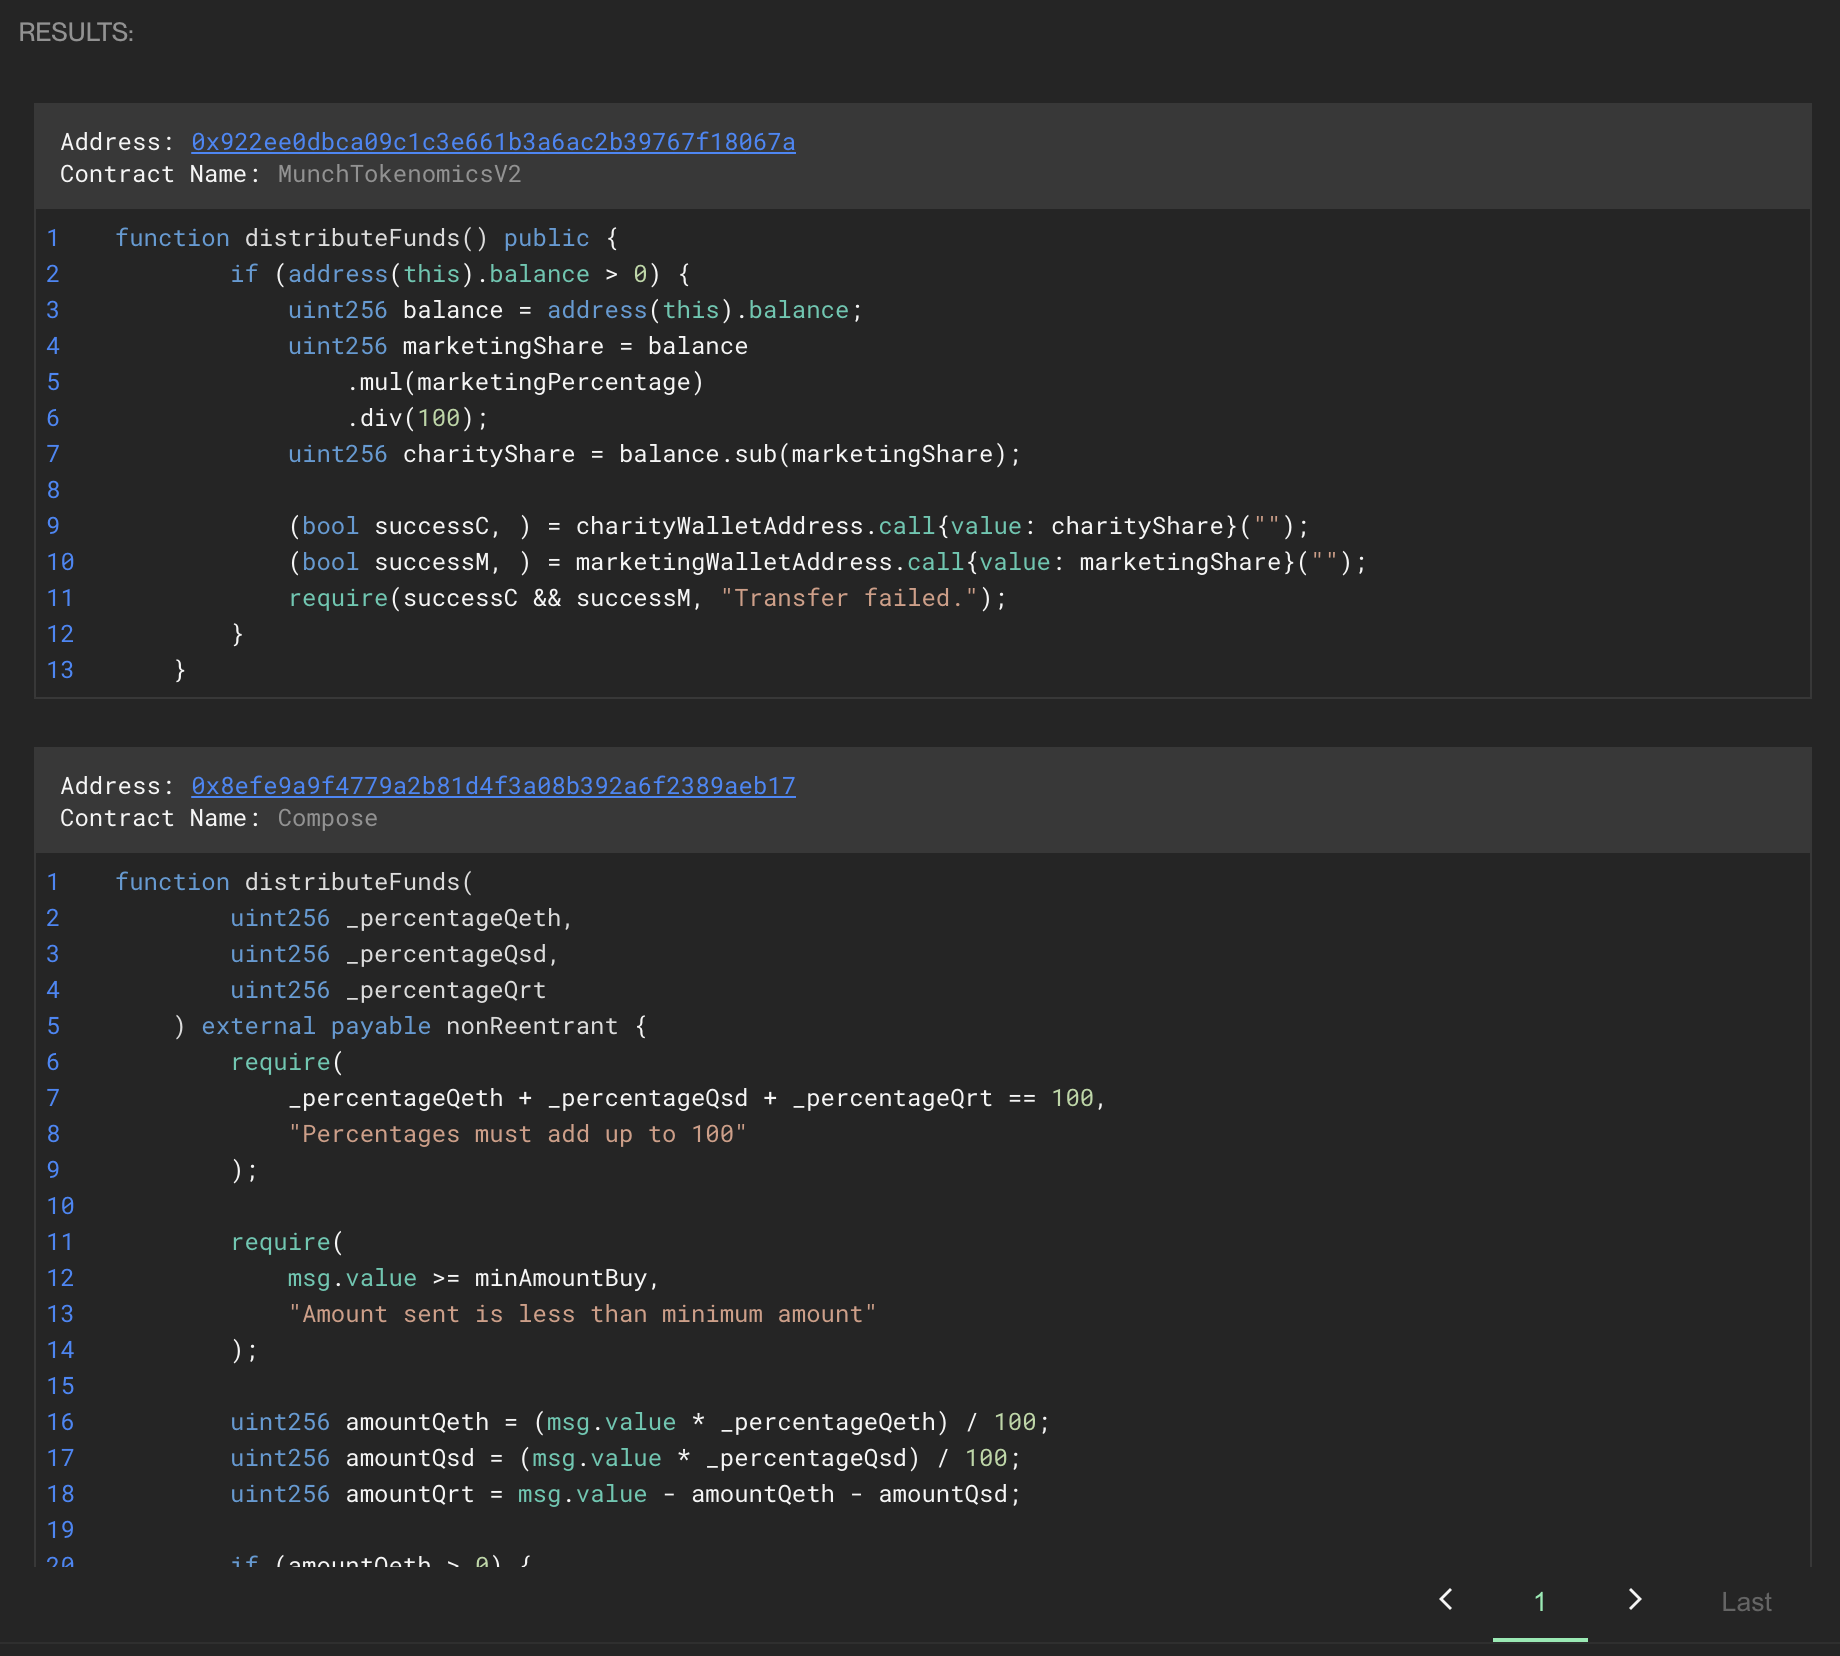 RESULTS:
Address: 0x922ee0dbca09c1c3e661b3a6ac2b39767f18067a
Contract Name: MunchTokenomicsV2
1 function distributeFunds() public {
2 if (address(this).balance > 0) {
3 uint256 balance = address(this).balance;
4 uint256 marketingShare = balance
5 .mul(marketingPercentage)
6 .div(100);
7 uint256 charityShare = balance.sub(marketingShare);
8
9 (bool successC, ) = charityWalletAddress.call{value: charityShare}("");
10 (bool successM, ) = marketingWalletAddress.call{value: marketingShare}("");
11 require(successC && successM, "Transfer failed.");
12 }
13 }
Address: 0x8efe9a9f4779a2b81d4f3a08b392a6f2389aeb17
Contract Name: Compose
1 function distributeFunds(
2 uint256 _percentageQeth,
3 uint256 _percentageQsd,
4 uint256 _percentageQrt
5 ) external payable nonReentrant {
6 require(
7 _percentageQeth + _percentageQsd + _percentageQrt == 100,
8 "Percentages must add up to 100"
9 );
10
11 require(
12 msg.value >= minAmountBuy,
13 "Amount sent is less than minimum amount"
14 );
15
16 uint256 amountQeth = (msg.value * _percentageQeth) / 100;
17 uint256 amountQsd = (msg.value * _percentageQsd) / 100;
18 uint256 amountQrt = msg.value - amountQeth - amountQsd;
19
20 if (amountQeth > 0) {
1 Last